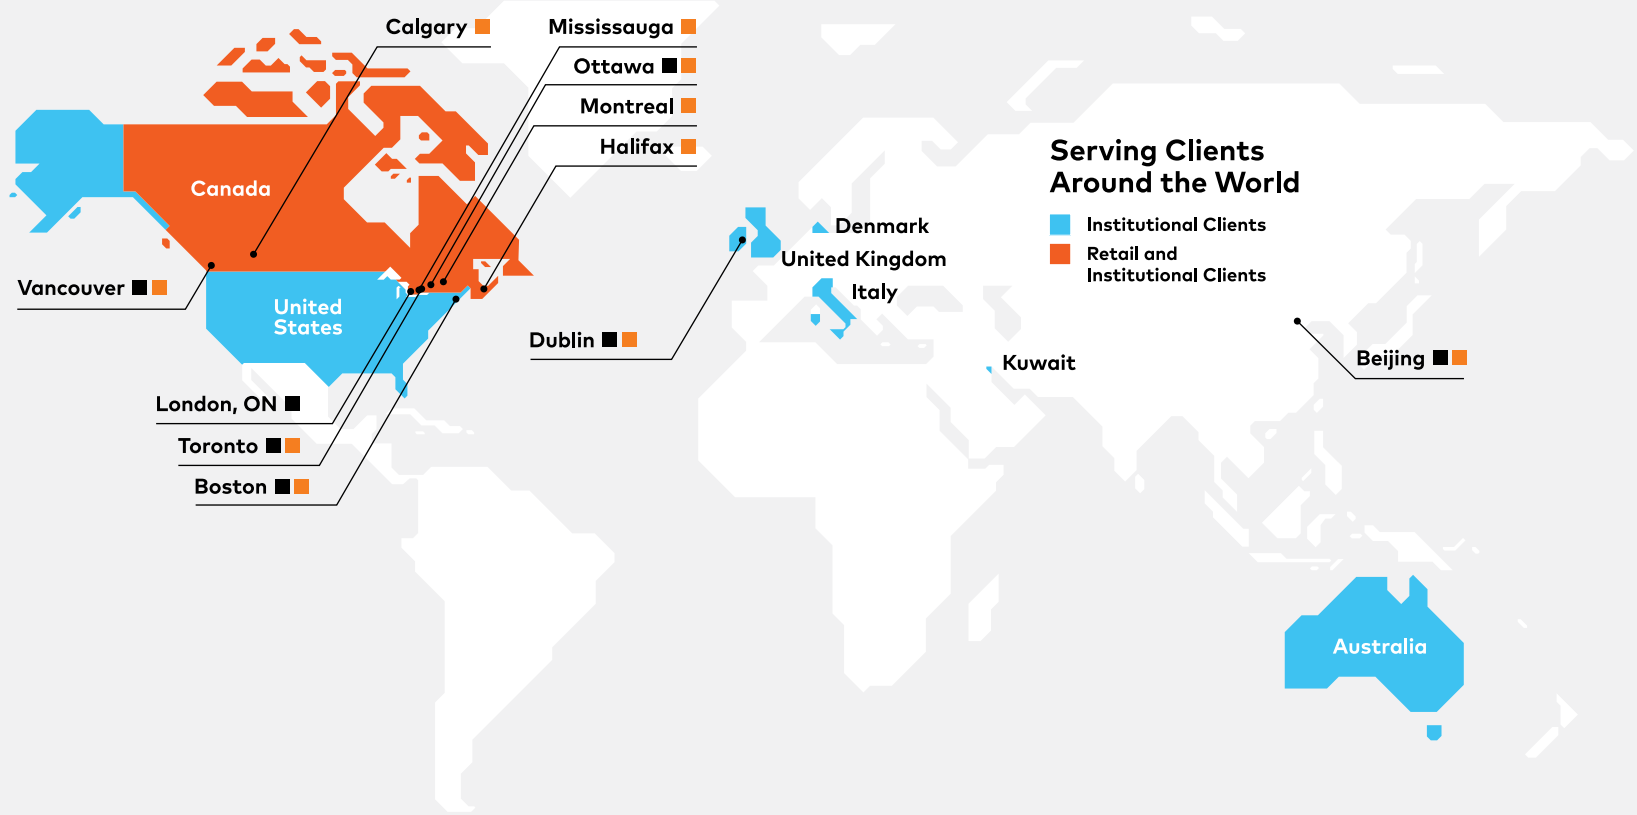 Calgary
Mississauga
Ottawa
Montreal
Halifax
Serving Clients
Around the World
Institutional Clients
Retail and
Institutional Clients
Canada
Denmark
United Kingdom
Italy
Vancouver
United
States
Dublin
Kuwait
Beijing
London, ON
Toronto
Boston
Australia